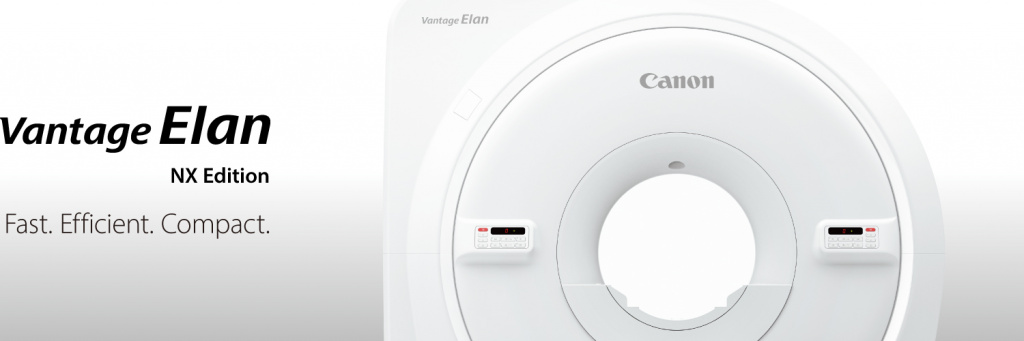 Vantage Elan
Canon
Vantage Elan
NX Edition
Fast. Efficient. Compact.